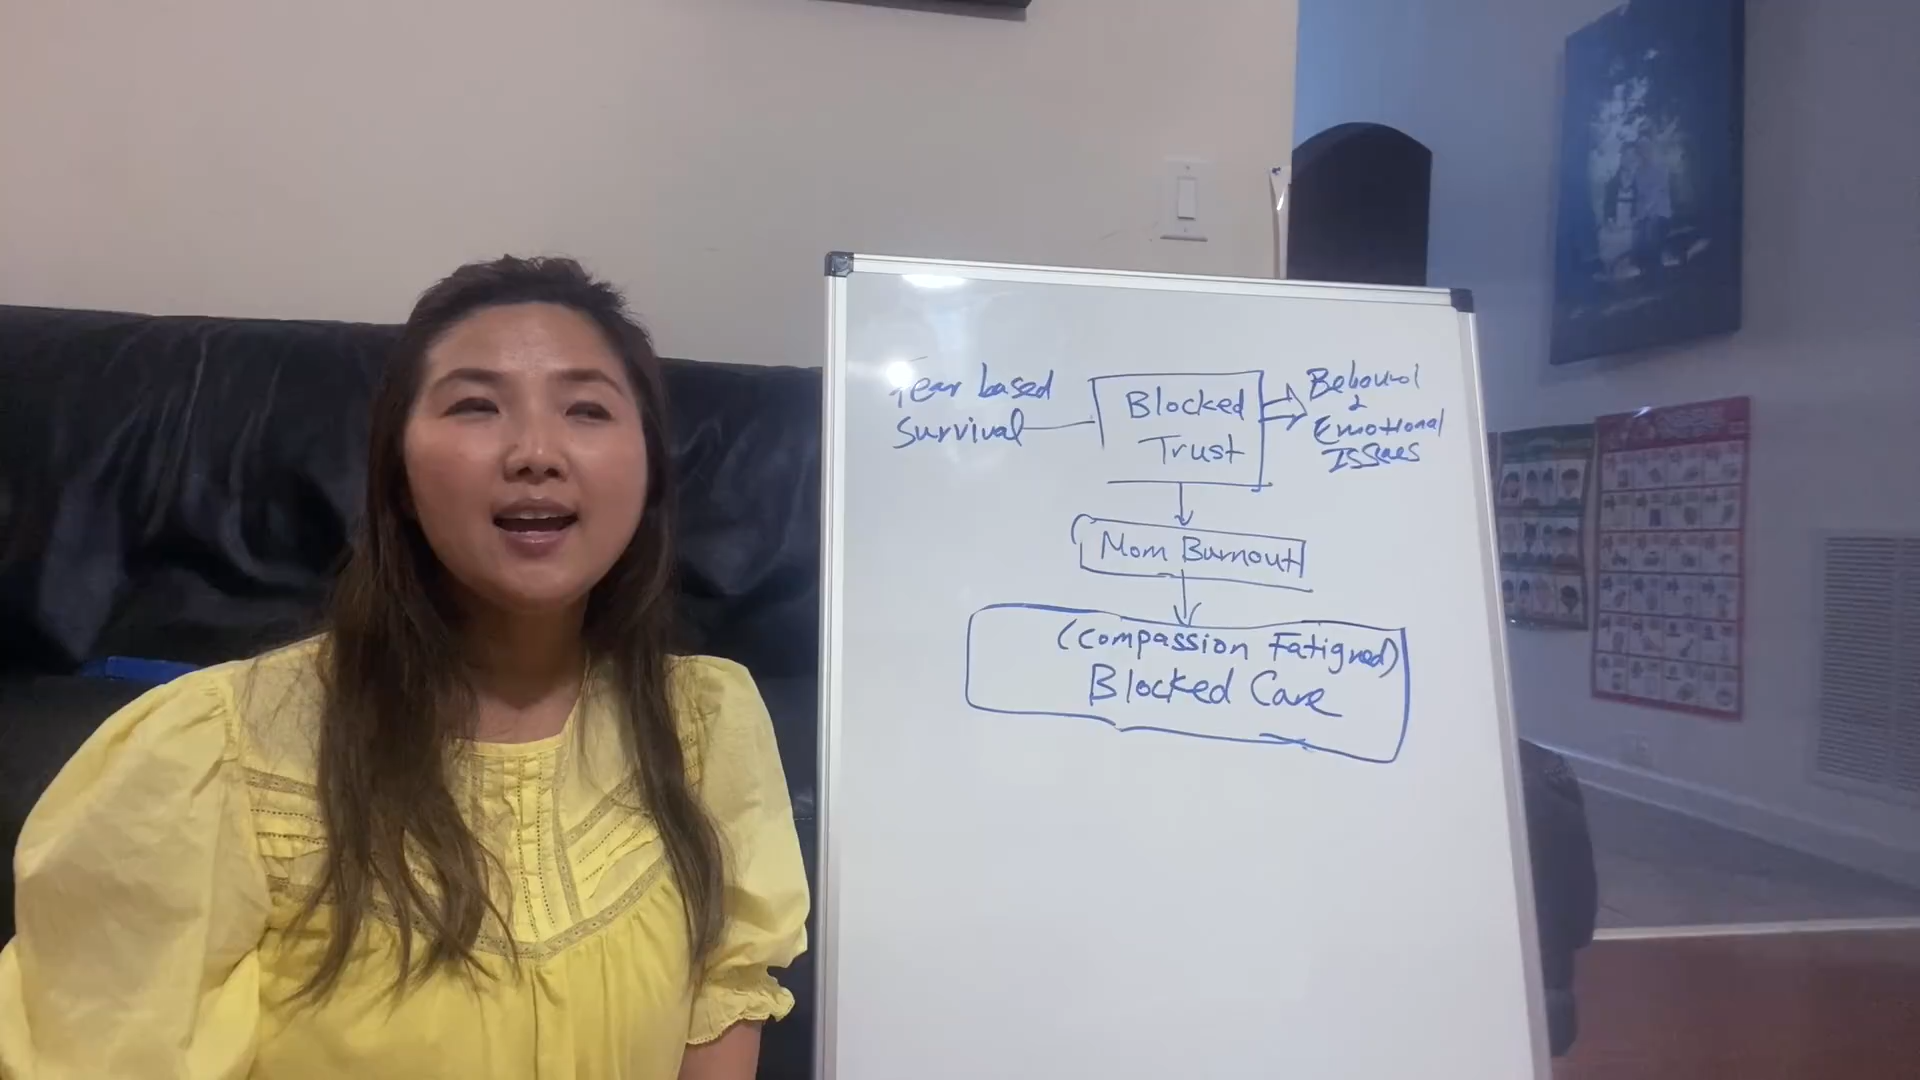 Fear based
survival
Blocked
Trust
Behavioral
&
Emotional
Issues
Mom Burnout
(Compassion Fatigued)
Blocked Care